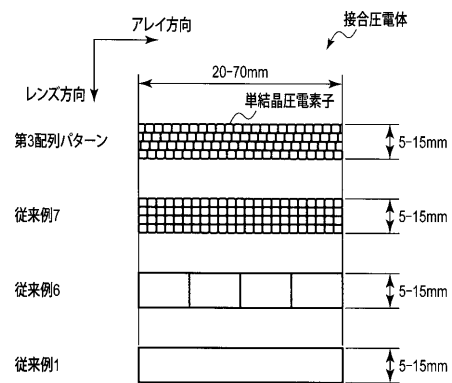 アレイ方向
接合圧電体
レンズ方向
20-70mm
単結晶圧電素子
第3配列パターン
5-15mm
従来例7
5-15mm
従来例6
5-15mm
従来例1
5-15mm